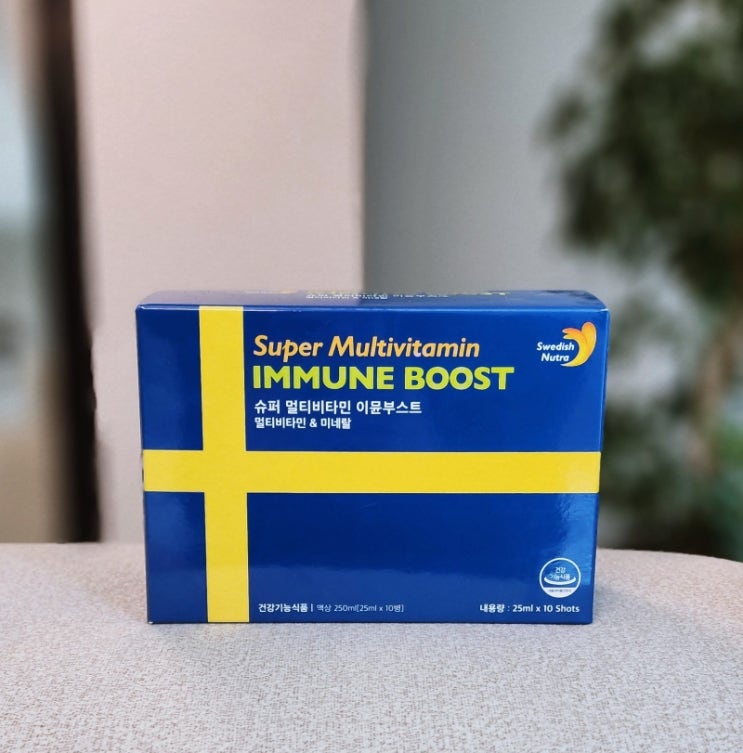 Super Multivitamin
IMMUNE BOOST
슈퍼 멀티비타민 이뮨부스트
멀티비타민 & 미네랄
Swedish
Nutra
건강
기능식품
건강기능식품 | 액상 250ml[25ml x 10병]
내용량 : 25ml x 10 Shots